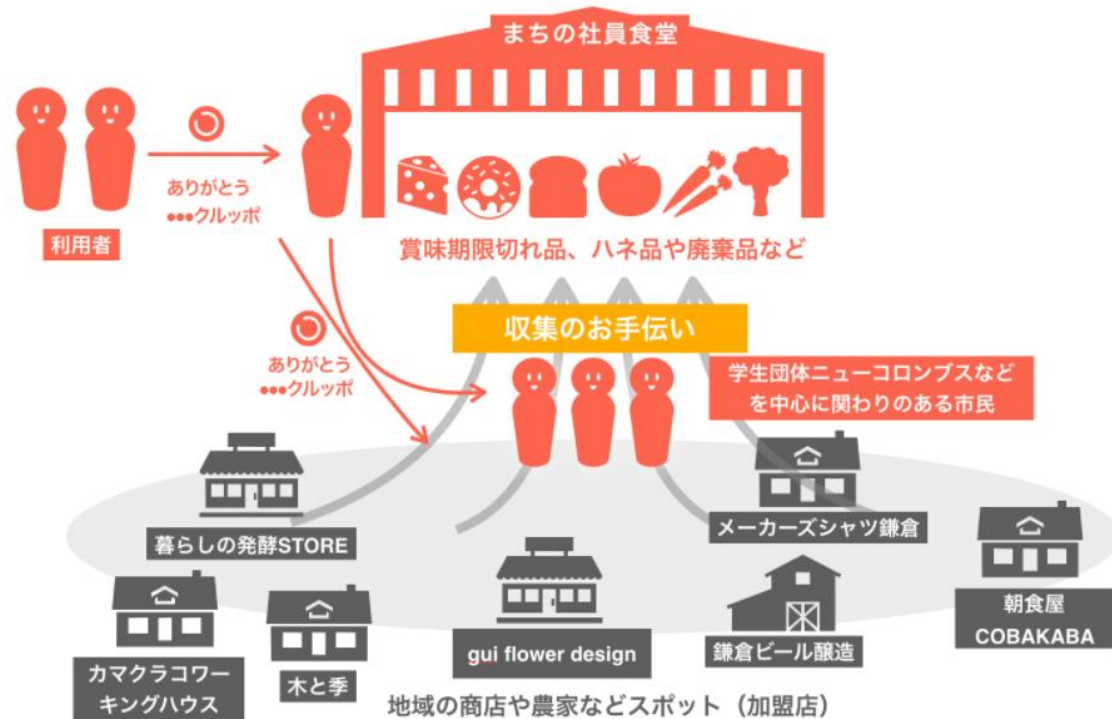 まちの社員食堂
ありがとう
•••クルッポ
利用者
賞味期限切れ品、ハネ品や廃棄品など
収集のお手伝い
ありがとう
•••クルッポ
学生団体ニューコロンブスなど
を中心に関わりのある市民
暮らしの発酵STORE
メーカーズシャツ鎌倉
カマクラコワー
キングハウス
木と季
gui flower design
鎌倉ビール醸造
朝食屋
COBAKABA
地域の商店や農家などスポット（加盟店）